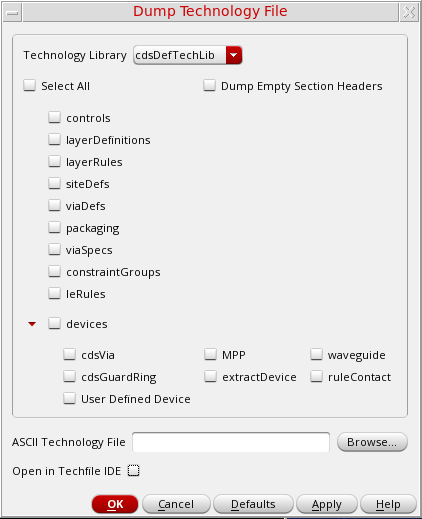 Dump Technology File
Technology Library cdsDefTechLib
Select All Dump Empty Section Headers
controls
layerDefinitions
layerRules
siteDefs
viaDefs
packaging
viaSpecs
constraintGroups
leRules
devices
cdsVia MPP waveguide
cdsGuardRing extractDevice ruleContact
User Defined Device
ASCII Technology File Browse...
Open in Techfile IDE
OK Cancel Defaults Apply Help